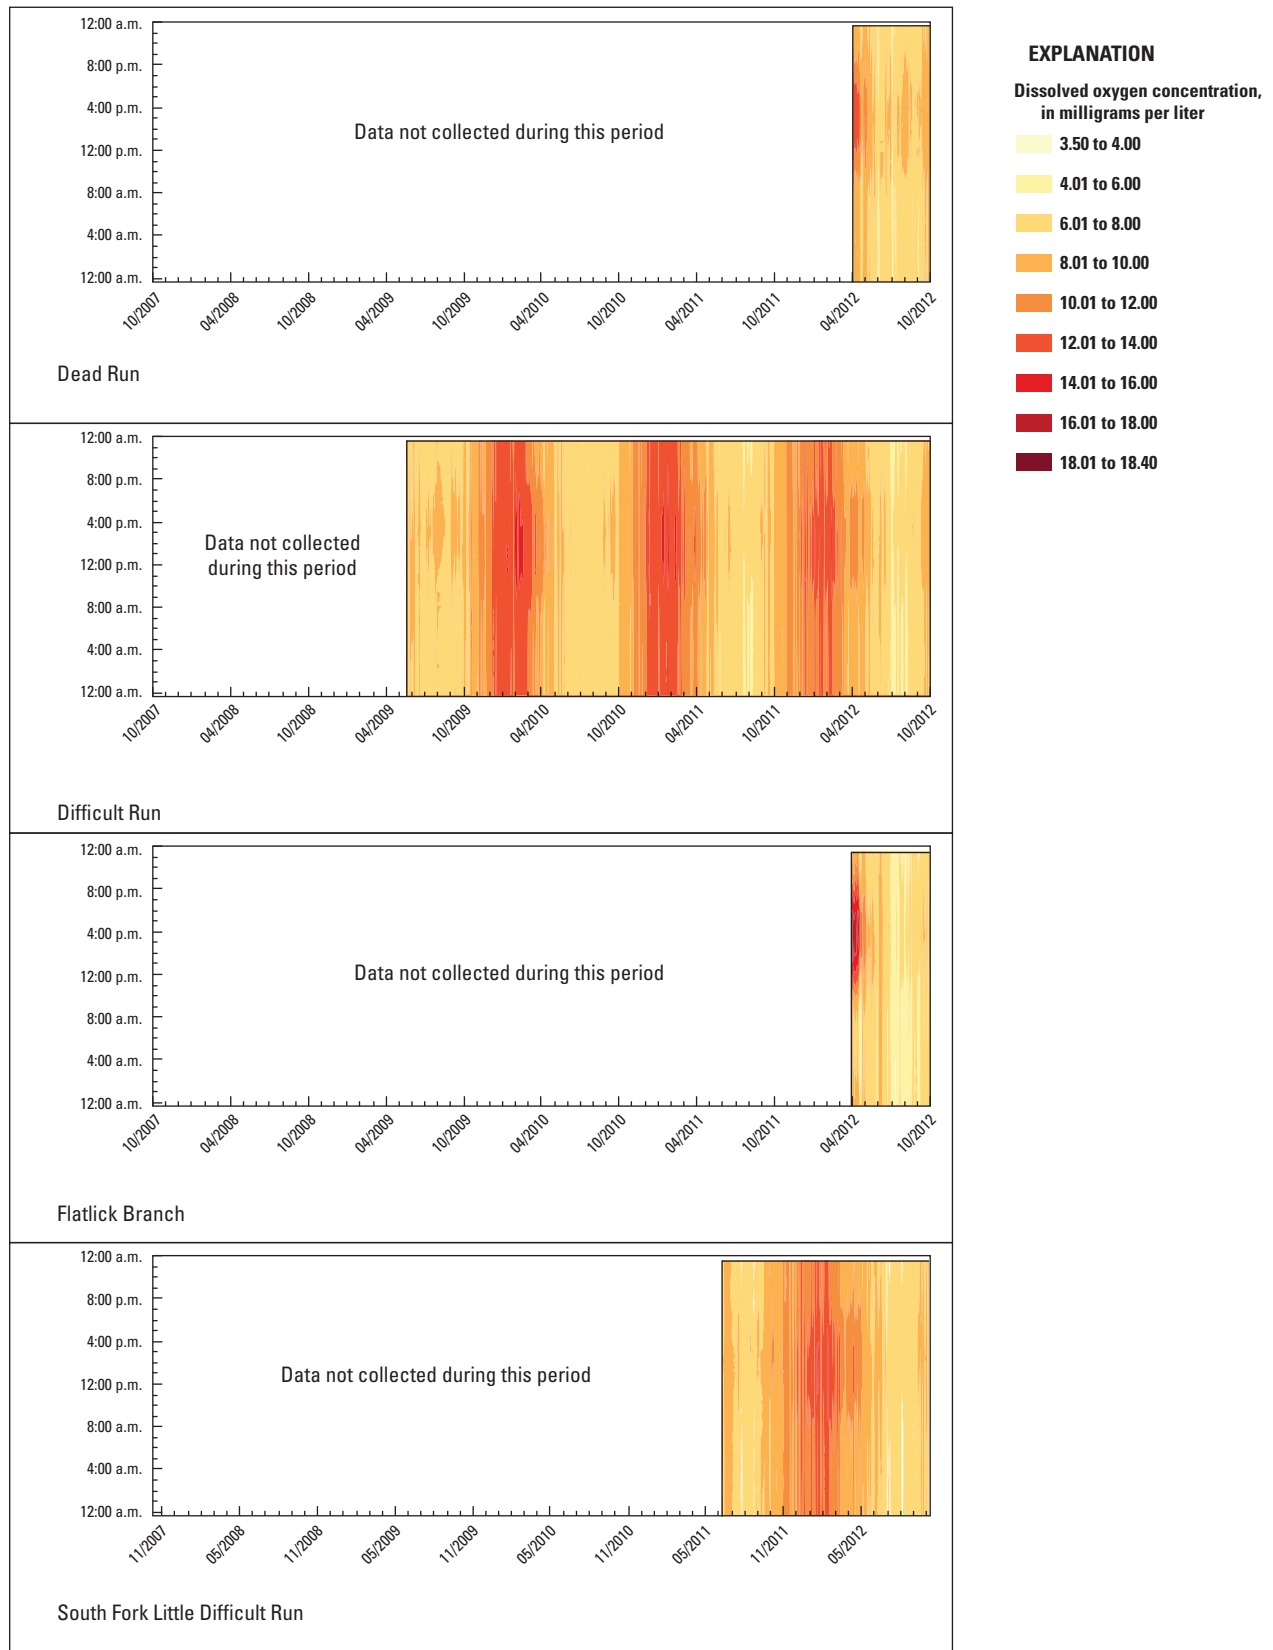 12:00 a.m.
8:00 p.m.
4:00 p.m.
12:00 p.m.
8:00 a.m.
4:00 a.m.
12:00 a.m.
Data not collected during this period
10/2007
04/2008
10/2008
04/2009
10/2009
04/2010
10/2010
04/2011
10/2011
04/2012
10/2012
Dead Run
EXPLANATION
Dissolved oxygen concentration,
in milligrams per liter
3.50 to 4.00
4.01 to 6.00
6.01 to 8.00
8.01 to 10.00
10.01 to 12.00
12.01 to 14.00
14.01 to 16.00
16.01 to 18.00
18.01 to 18.40
12:00 a.m.
8:00 p.m.
4:00 p.m.
12:00 p.m.
8:00 a.m.
4:00 a.m.
12:00 a.m.
Data not collected
during this period
10/2007
04/2008
10/2008
04/2009
10/2009
04/2010
10/2010
04/2011
10/2011
04/2012
10/2012
Difficult Run
12:00 a.m.
8:00 p.m.
4:00 p.m.
12:00 p.m.
8:00 a.m.
4:00 a.m.
12:00 a.m.
Data not collected during this period
10/2007
04/2008
10/2008
04/2009
10/2009
04/2010
10/2010
04/2011
10/2011
04/2012
10/2012
Flatlick Branch
12:00 a.m.
8:00 p.m.
4:00 p.m.
12:00 p.m.
8:00 a.m.
4:00 a.m.
12:00 a.m.
Data not collected during this period
11/2007
05/2008
11/2008
05/2009
11/2009
05/2010
11/2010
05/2011
11/2011
05/2012
South Fork Little Difficult Run